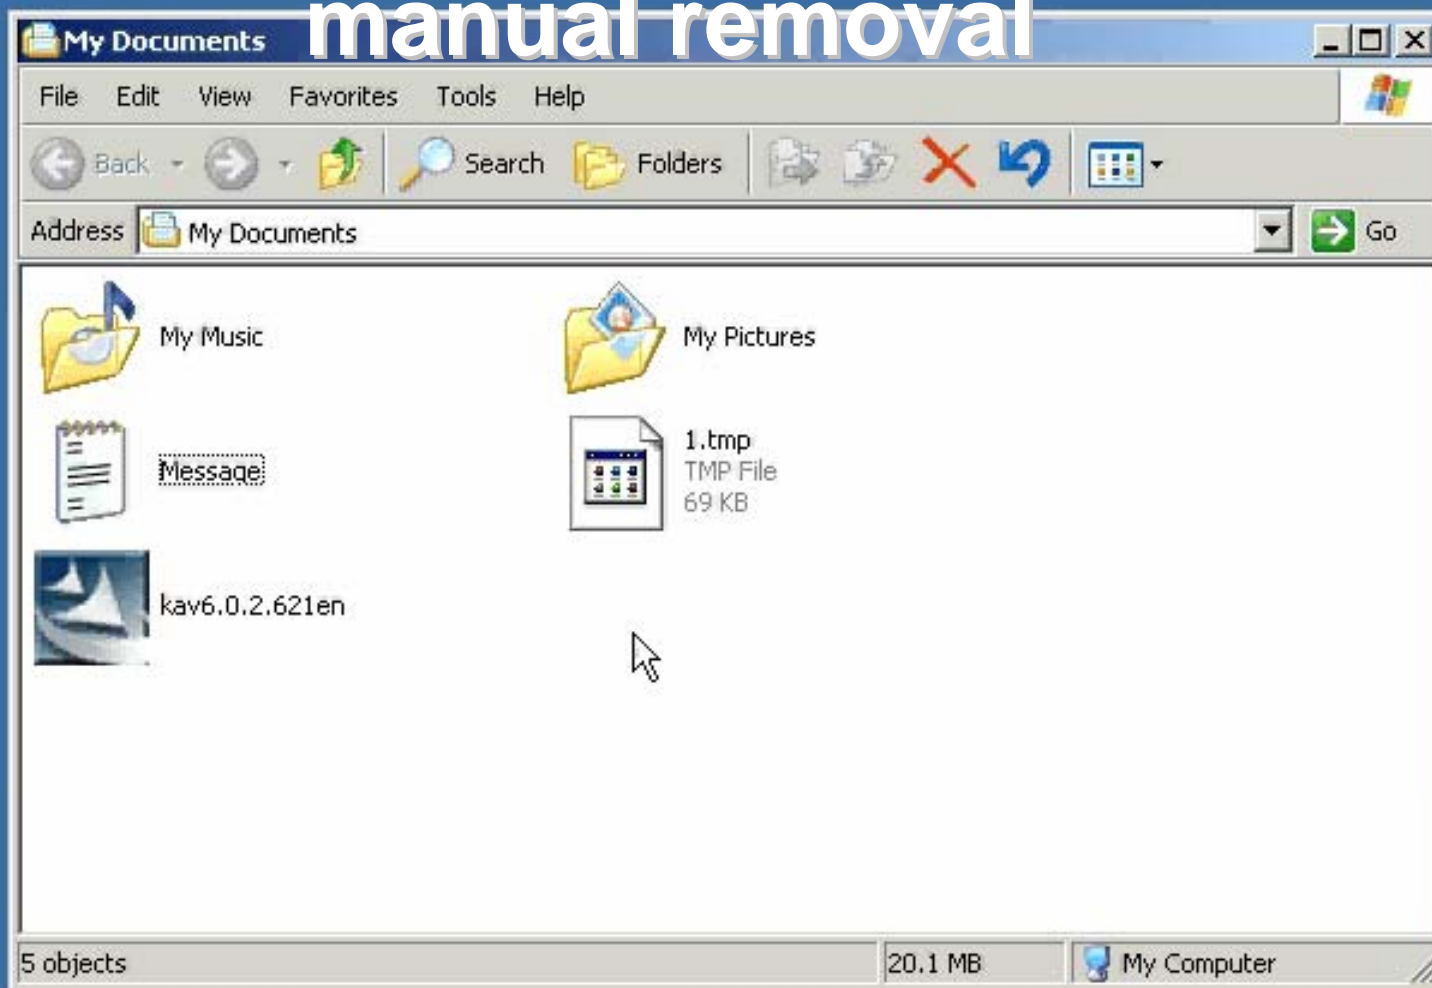 manual removal
My Documents
File Edit View Favorites Tools Help
Back Search Folders
Address My Documents Go
My Music My Pictures
Message 1.tmp
TMP File
69 KB
kav6.0.2.621en
5 objects 20.1 MB My Computer